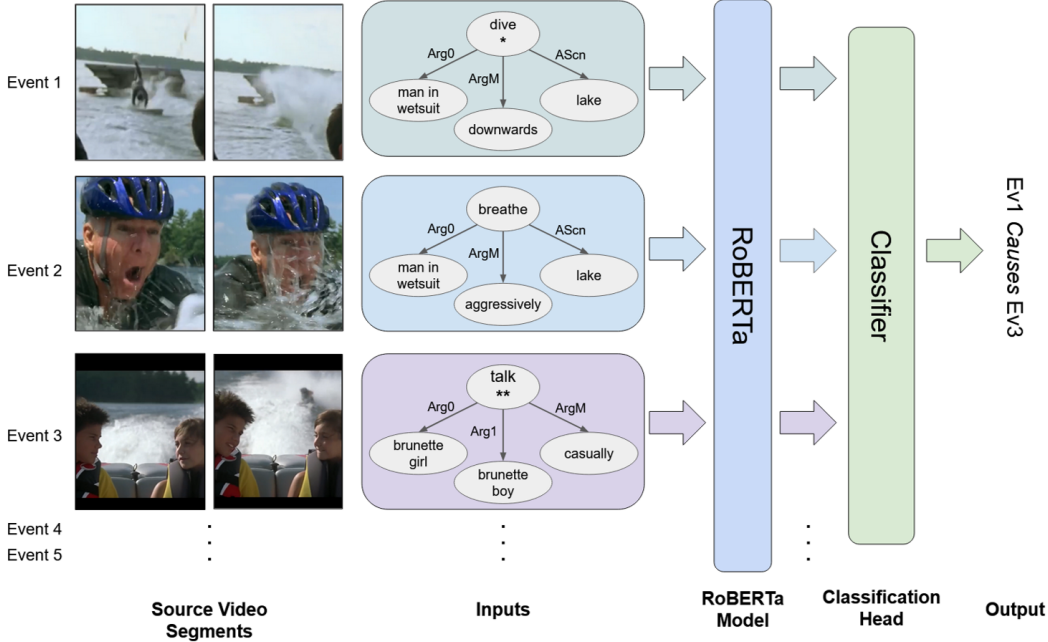 Event 1
dive
*
Arg0
ArgM
AScn
man in
wetsuit
downwards
lake
Event 2
breathe
Arg0
ArgM
AScn
man in
wetsuit
aggressively
lake
Event 3
talk
**
Arg0
Arg1
ArgM
brunette
girl
brunette
boy
casually
Event 4
Event 5
RoBERTa
Classifier
Ev1 Causes Ev3
Source Video
Segments
Inputs
RoBERTa
Model
Classification
Head
Output